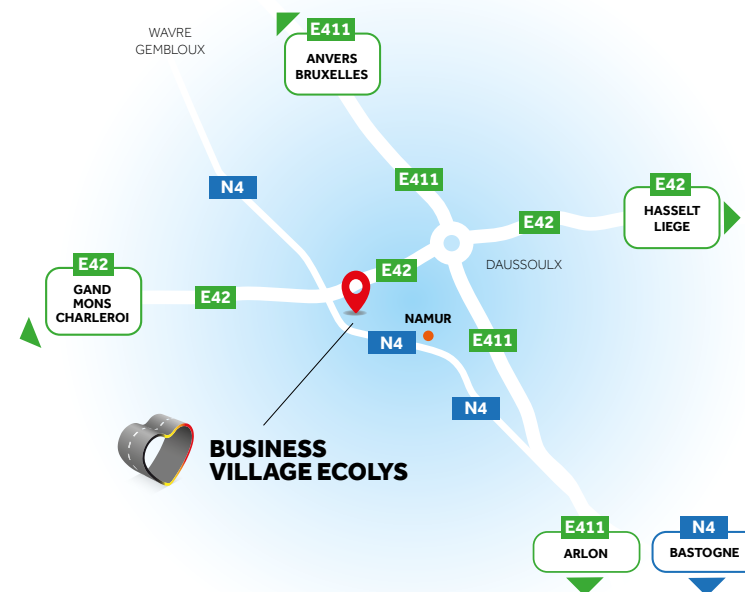 WAVRE
GEMBLOUX
E411
ANVERS
BRUXELLES
N4
E411
E42
HASSELT
LIEGE
E42
E42
GAND
MONS
CHARLEROI
E42
E42
DAUSSOULX
NAMUR
N4
E411
N4
BUSINESS
VILLAGE ECOLYS
E411
ARLON
N4
BASTOGNE